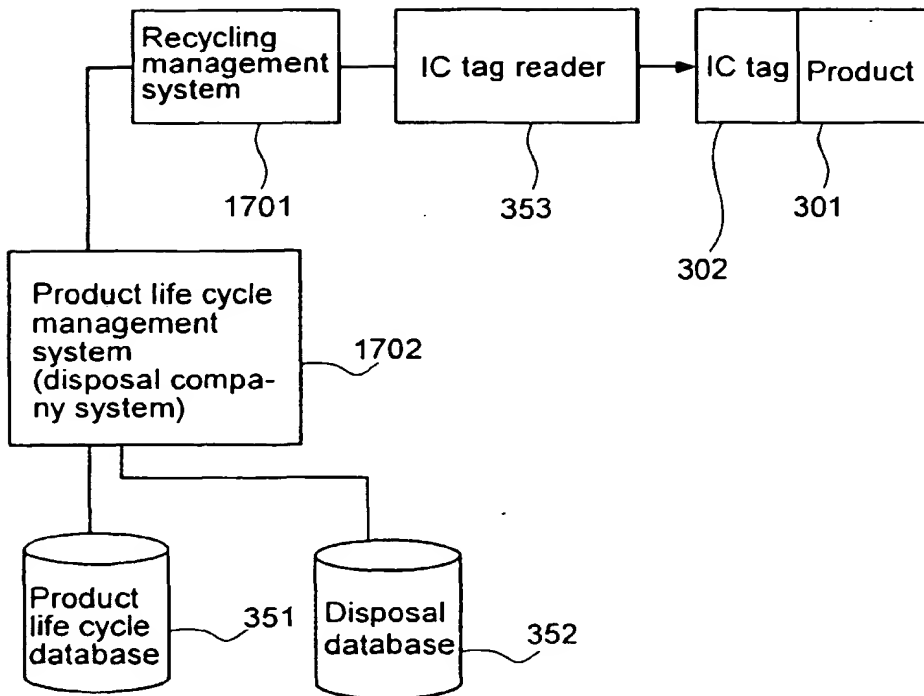 Recycling
management
system
IC tag reader
IC tag
Product
1701
353
302
301
Product life cycle
management
system
(disposal compa-
ny system)
1702
Product
life cycle
database
351
Disposal
database
352